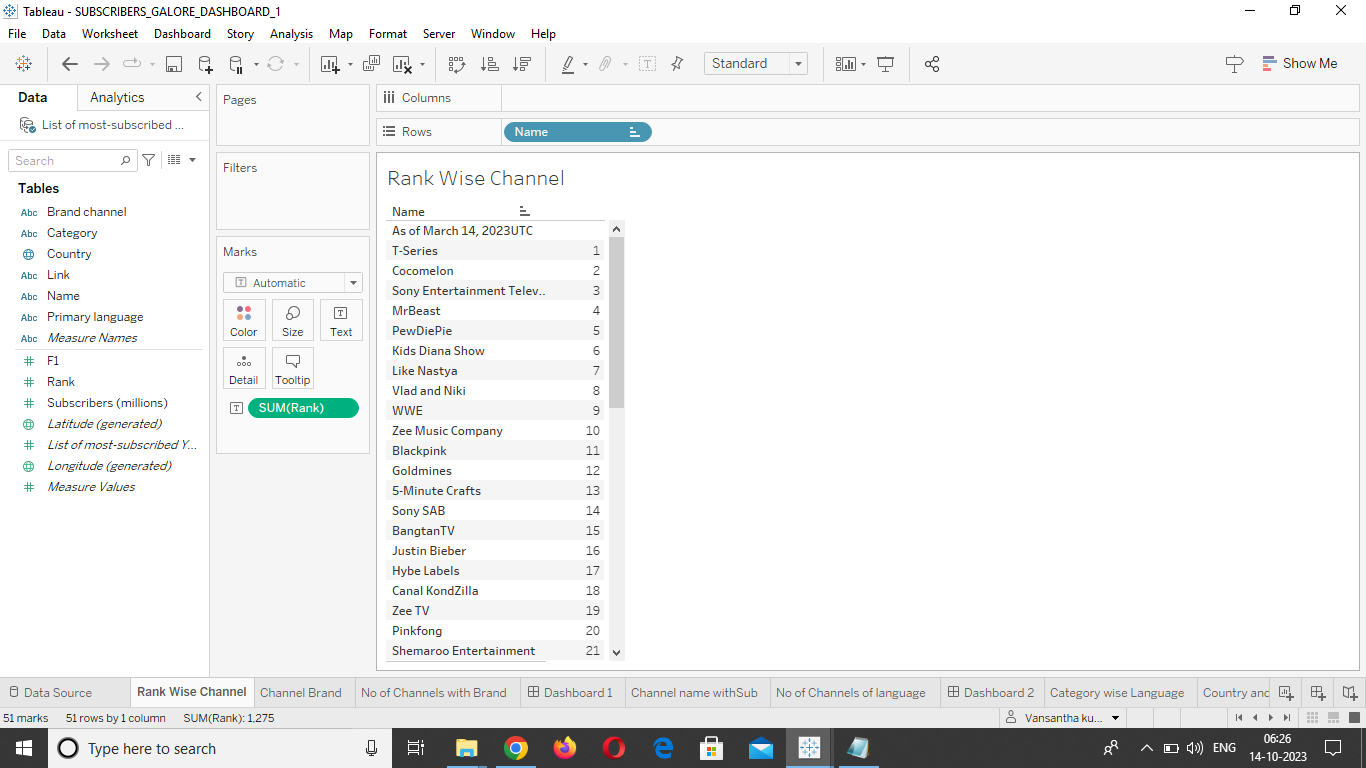 Tableau - SUBSCRIBERS_GALORE_DASHBOARD_1
File Data Worksheet Dashboard Story Analysis Map Format Server Window Help
Standard
Show Me
Data Analytics
List of most-subscribed ...
Search
Tables
Abc Brand channel
Abc Category
Country
Abc Link
Abc Name
Abc Primary language
Abc Measure Names
# F1
# Rank
# Subscribers (millions)
Latitude (generated)
# List of most-subscribed Y...
Longitude (generated)
# Measure Values
Pages
Filters
Marks
T Automatic
Color Size Text
Detail Tooltip
T SUM(Rank)
Columns
Rows Name
Rank Wise Channel
Name
As of March 14, 2023UTC
T-Series 1
Cocomelon 2
Sony Entertainment Telev.. 3
MrBeast 4
PewDiePie 5
Kids Diana Show 6
Like Nastya 7
Vlad and Niki 8
WWE 9
Zee Music Company 10
Blackpink 11
Goldmines 12
5-Minute Crafts 13
Sony SAB 14
BangtanTV 15
Justin Bieber 16
Hybe Labels 17
Canal KondZilla 18
Zee TV 19
Pinkfong 20
Shemaroo Entertainment 21
Data Source Rank Wise Channel Channel Brand No of Channels with Brand Dashboard 1 Channel name withSub No of Channels of language Dashboard 2 Category wise Language Country and
51 marks 51 rows by 1 column SUM(Rank): 1,275 Vansantha ku...
Type here to search
ENG 06:26
14-10-2023